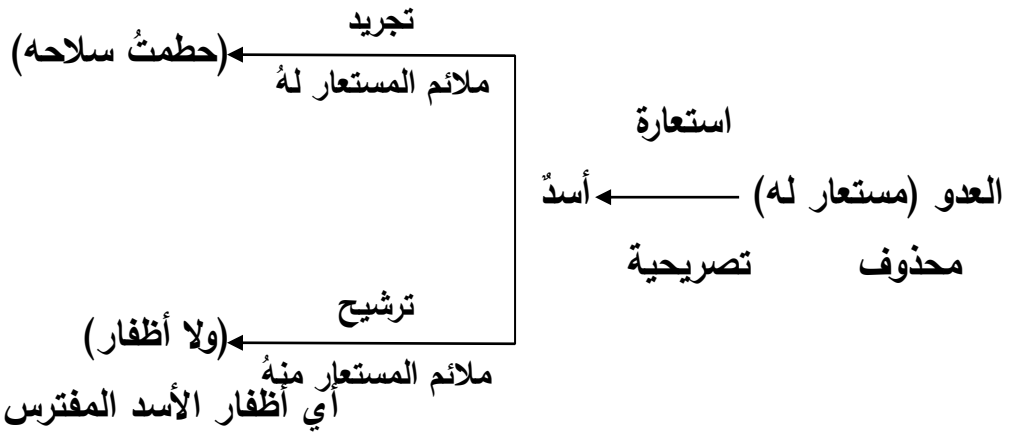 تجريد
(حطمتُ سلاحه)
ملائم المستعار لهُ
استعارة
العدو (مستعار له) أسدٌ
محذوف تصريحية
ترشيح
(ولا أظفار)
ملائم المستعار منهُ
أي أظفار الأسد المفترس